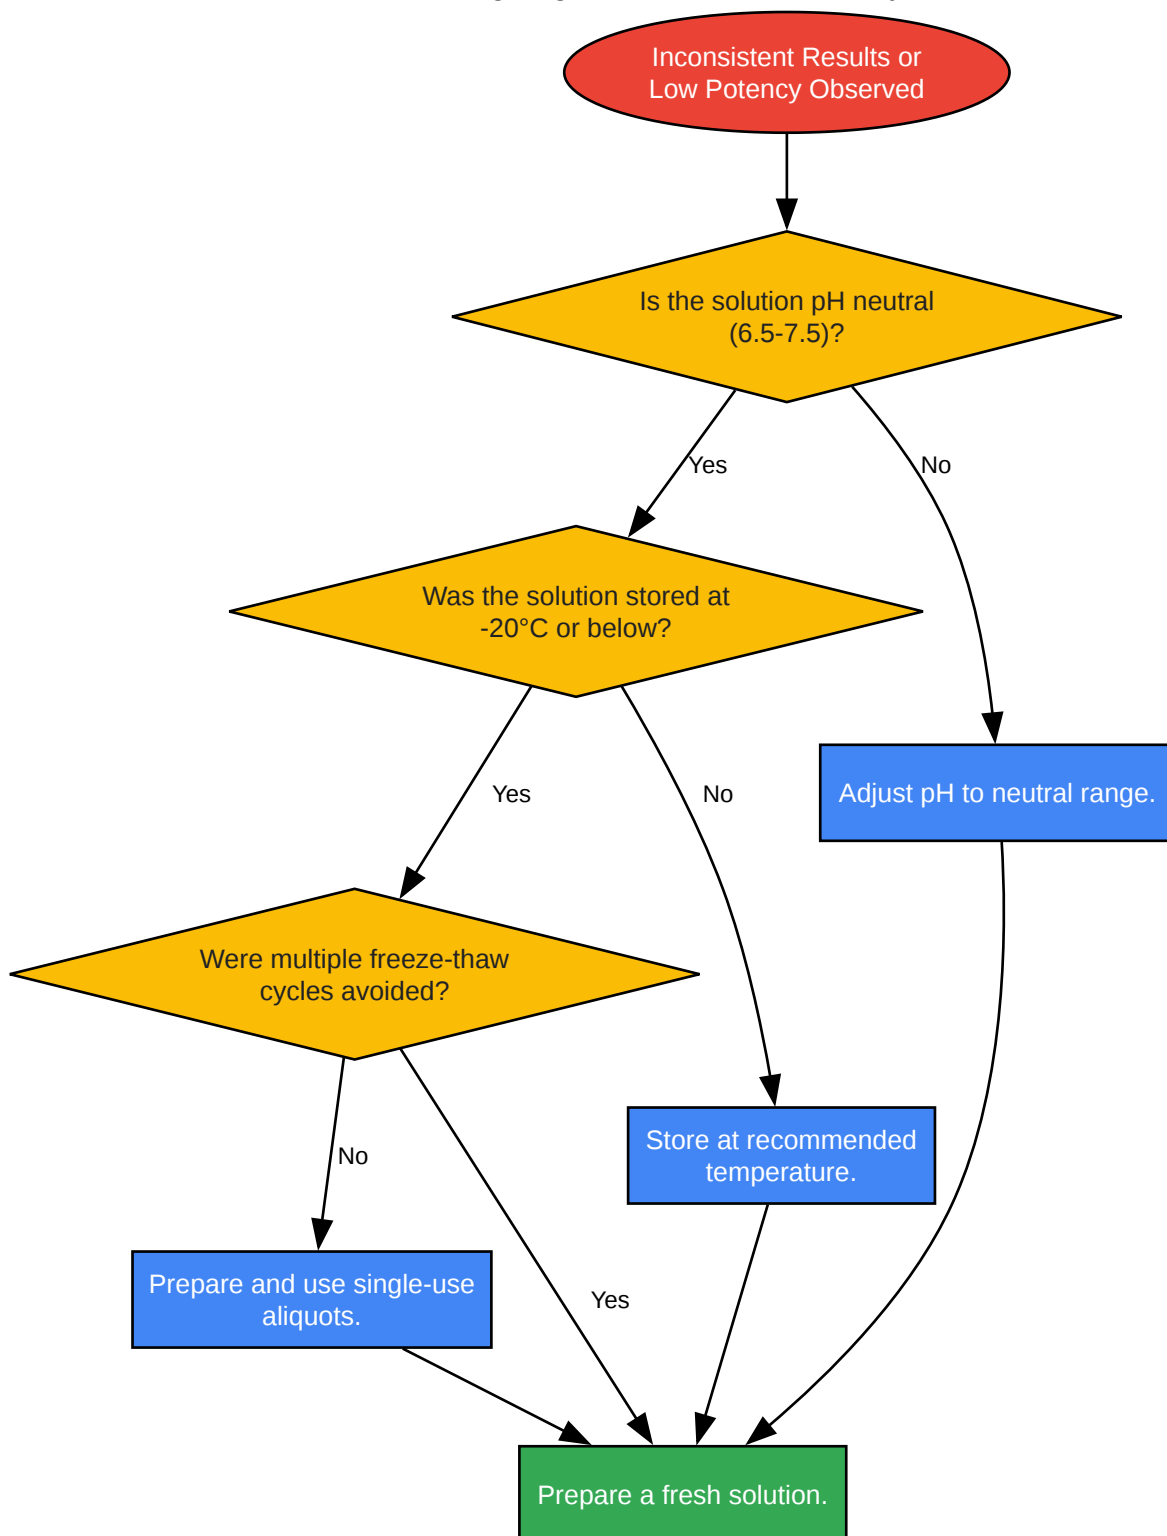 Inconsistent Results or
Low Potency Observed
Is the solution pH neutral
(6.5-7.5)?
Yes
No
Was the solution stored at
-20°C or below?
Yes
No
Adjust pH to neutral range.
Were multiple freeze-thaw
cycles avoided?
No
Yes
Store at recommended
temperature.
Prepare and use single-use
aliquots.
Prepare a fresh solution.